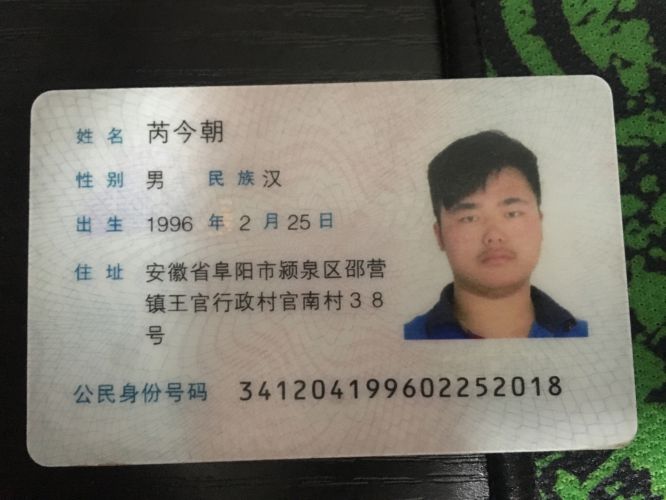 姓名 芮今朝
性别 男 民族 汉
出生 1996 年 2 月 25 日
住址 安徽省阜阳市颍泉区邵营
镇王官行政村官南村38
号
公民身份号码 341204199602252018